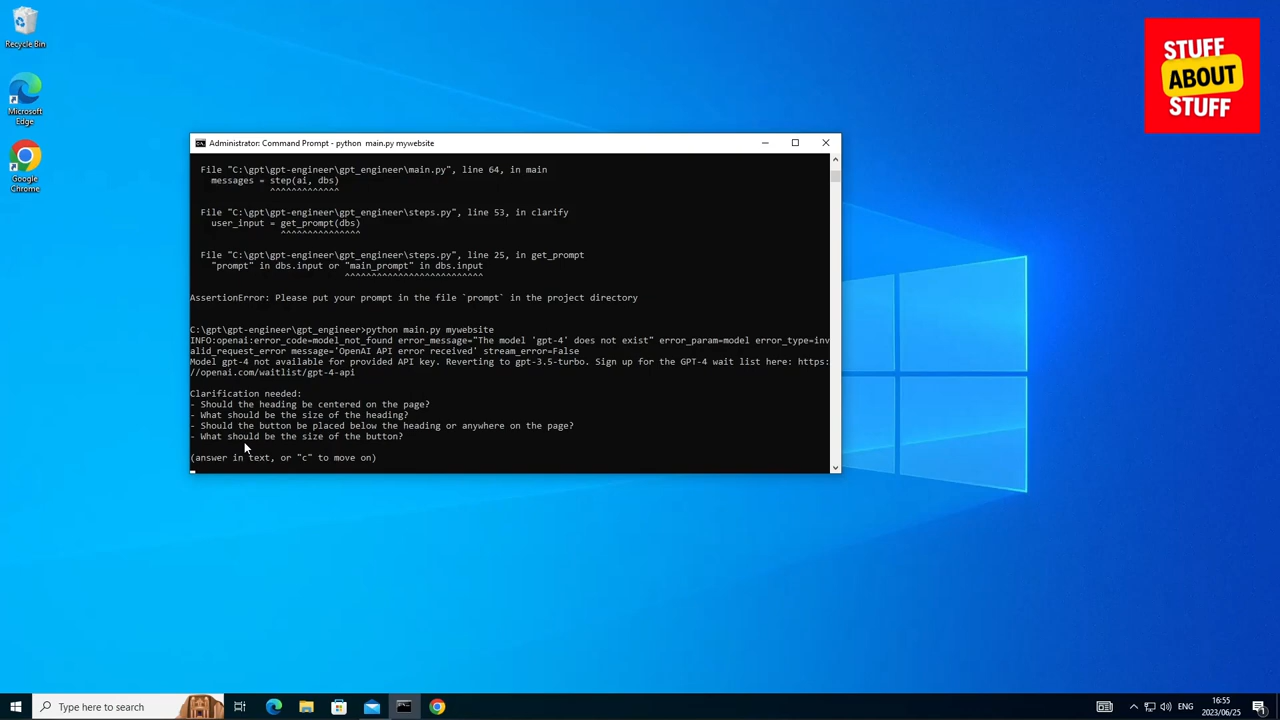 Recycle Bin
Microsoft
Edge
Google
Chrome
STUFF
ABOUT
STUFF
Administrator: Command Prompt - python  main.py mywebsite
File "C:\gpt\gpt-engineer\gpt_engineer\main.py", line 64, in main
messages = step(ai, dbs)
^^^^^^^^^^^^^
File "C:\gpt\gpt-engineer\gpt_engineer\steps.py", line 53, in clarify
user_input = get_prompt(dbs)
^^^^^^^^^^^^^^^
File "C:\gpt\gpt-engineer\gpt_engineer\steps.py", line 25, in get_prompt
"prompt" in dbs.input or "main_prompt" in dbs.input
^^^^^^^^^^^^^^^^^^^^^^^^^^
AssertionError: Please put your prompt in the file `prompt` in the project directory
C:\gpt\gpt-engineer\gpt_engineer>python main.py mywebsite
INFO:openai:error_code=model_not_found error_message="The model 'gpt-4' does not exist" error_param=model error_type=inv
alid_request_error message='OpenAI API error received' stream_error=False
Model gpt-4 not available for provided API key. Reverting to gpt-3.5-turbo. Sign up for the GPT-4 wait list here: https:
//openai.com/waitlist/gpt-4-api
Clarification needed:
- Should the heading be centered on the page?
- What should be the size of the heading?
- Should the button be placed below the heading or anywhere on the page?
- What should be the size of the button?
(answer in text, or "c" to move on)
Type here to search
ENG
16:55
2023/06/25
1